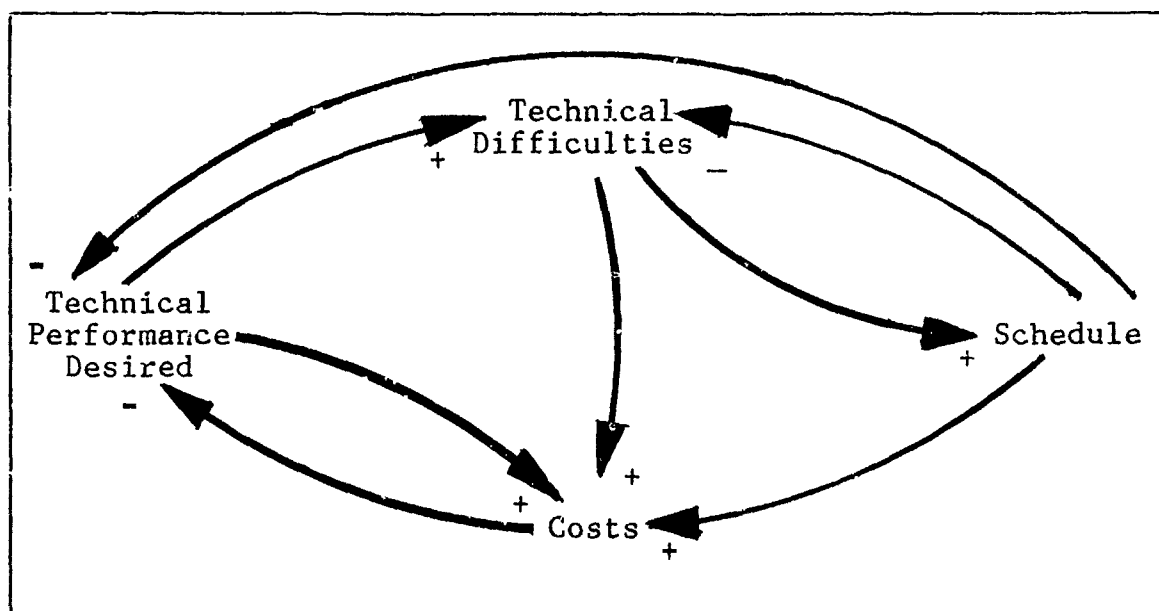 Technical
Difficulties
+
−
-
Technical
Performance
Desired
-
Schedule
+
+
+
Costs
+